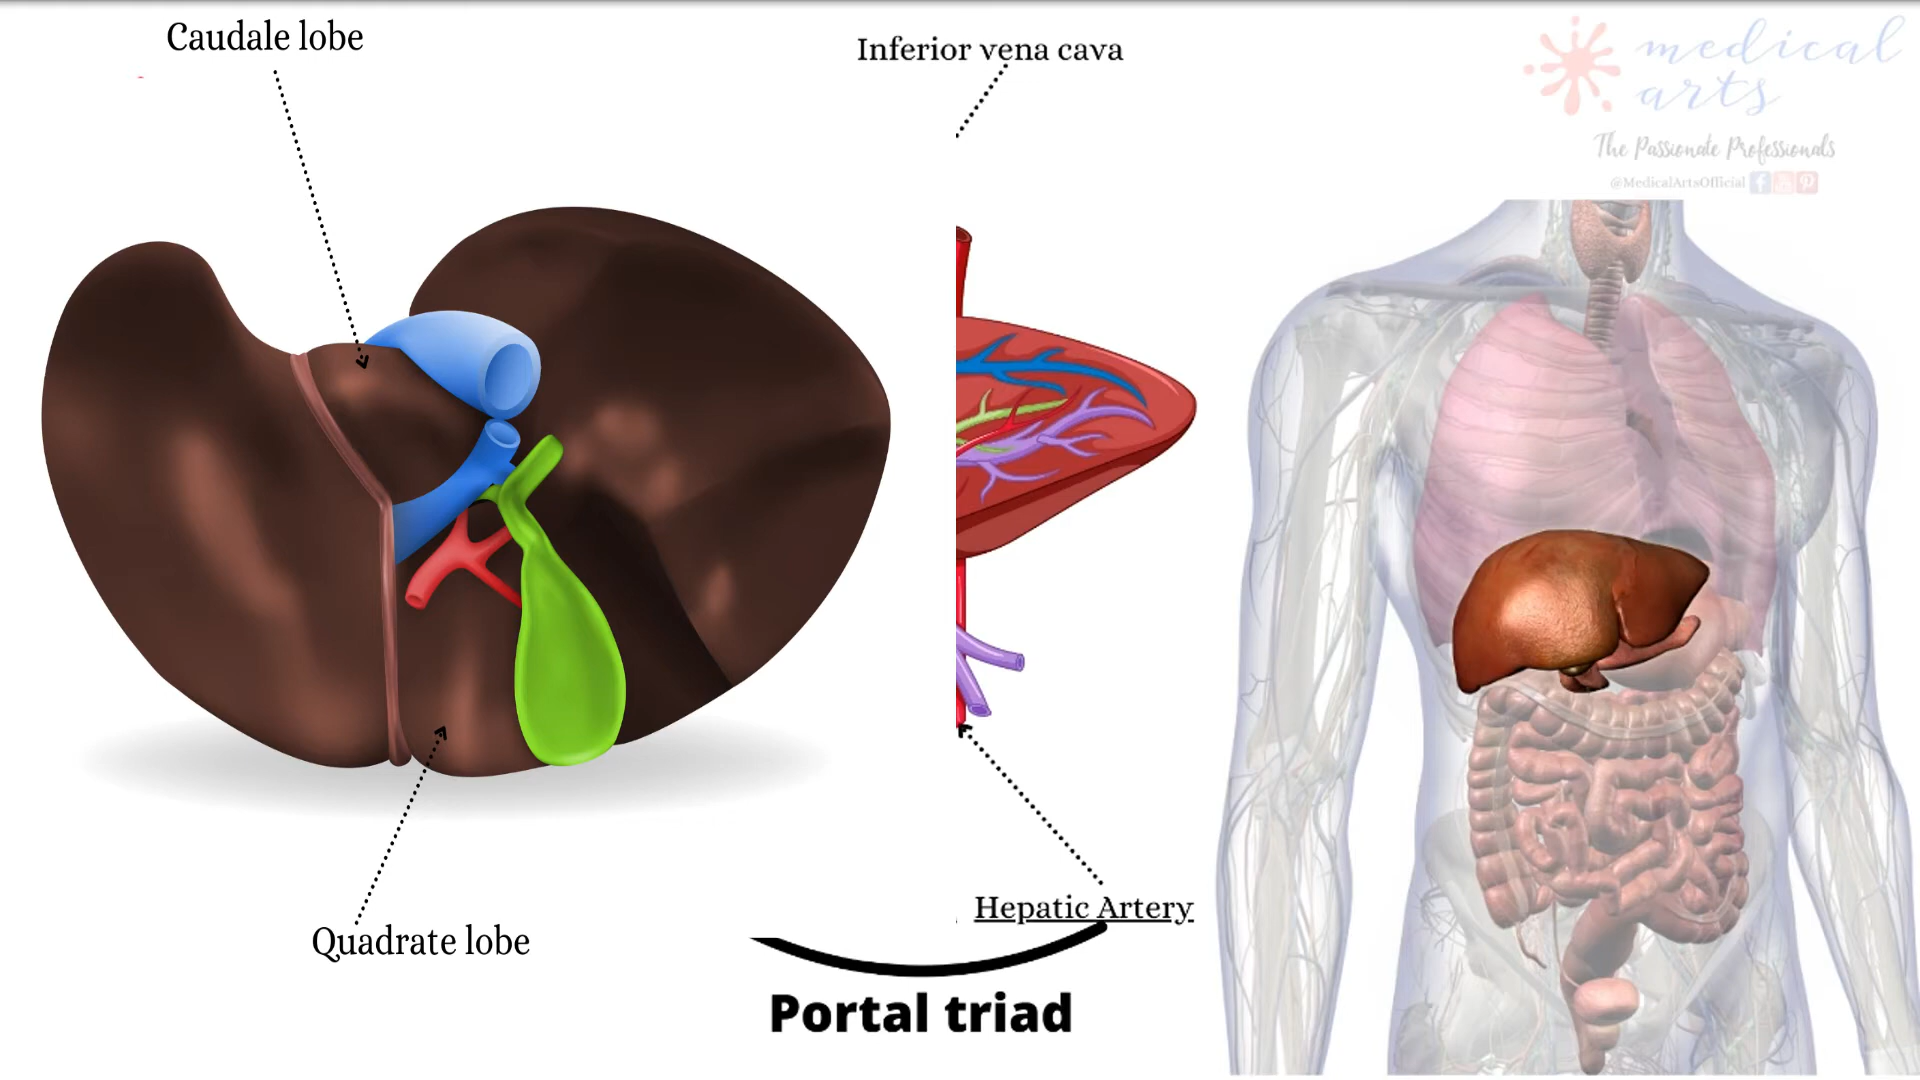 Caudale lobe
Inferior vena cava
medical
arts
The Passionate Professionals
@MedicalArtsOfficial
Hepatic Artery
Quadrate lobe
Portal triad